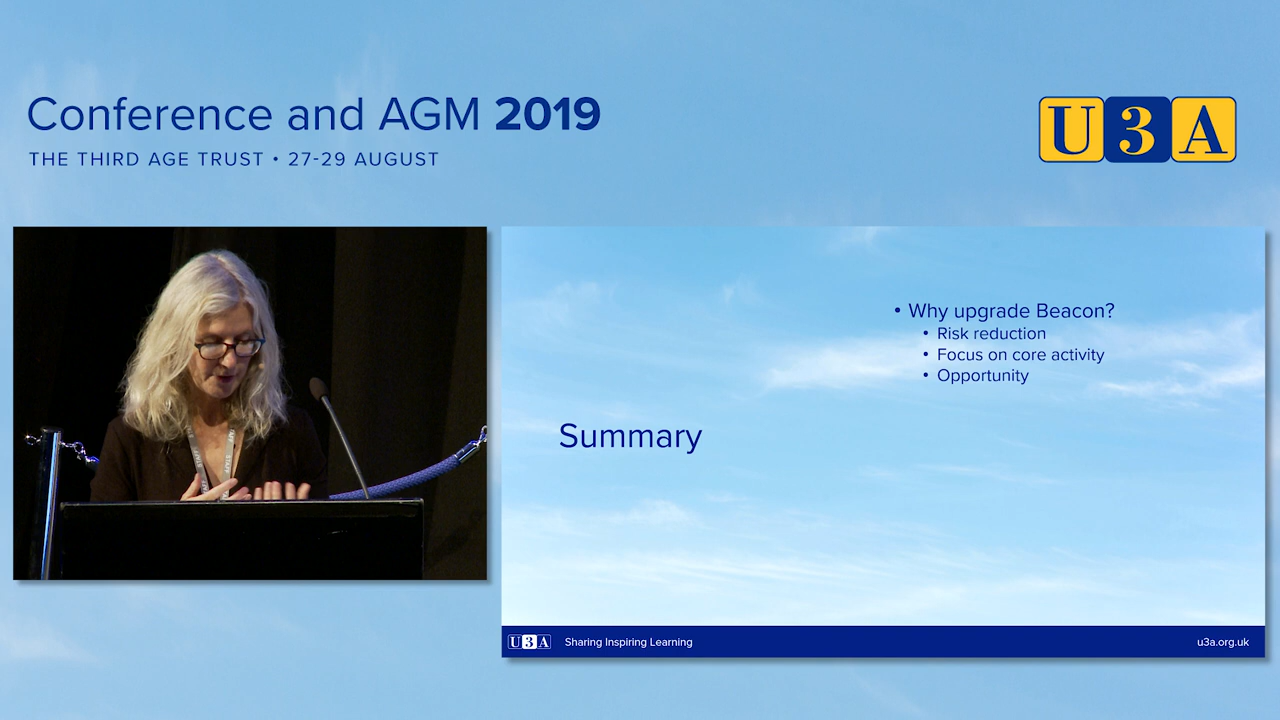 Conference and AGM 2019
THE THIRD AGE TRUST • 27-29 AUGUST
U3A
• Why upgrade Beacon?
• Risk reduction
• Focus on core activity
• Opportunity
Summary
U3A
Sharing Inspiring Learning
u3a.org.uk